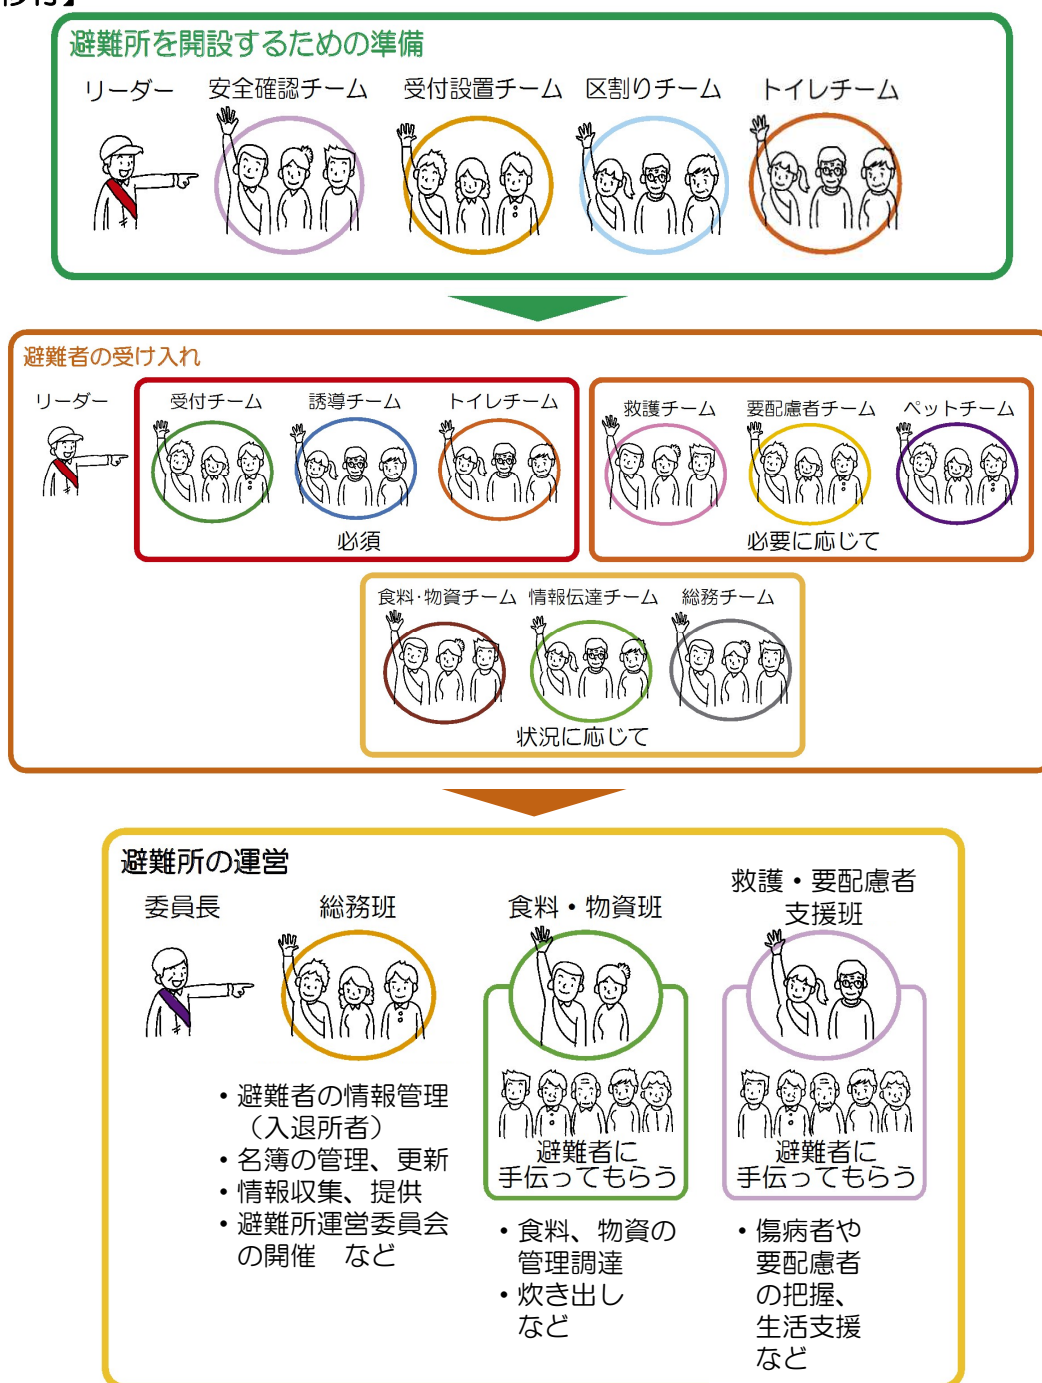 避難所を開設するための準備
リーダー 安全確認チーム 受付設置チーム 区割りチーム トイレチーム
避難者の受け入れ
リーダー
受付チーム 誘導チーム トイレチーム
必須
救護チーム 要配慮者チーム ペットチーム
必要に応じて
食料・物資チーム 情報伝達チーム 総務チーム
状況に応じて
避難所の運営
委員長
総務班
・避難者の情報管理
（入退所者）
・名簿の管理、更新
・情報収集、提供
・避難所運営委員会
の開催　など
食料・物資班
避難者に
手伝ってもらう
・食料、物資の
管理調達
・炊き出し
など
救護・要配慮者
支援班
避難者に
手伝ってもらう
・傷病者や
要配慮者
の把握、
生活支援
など